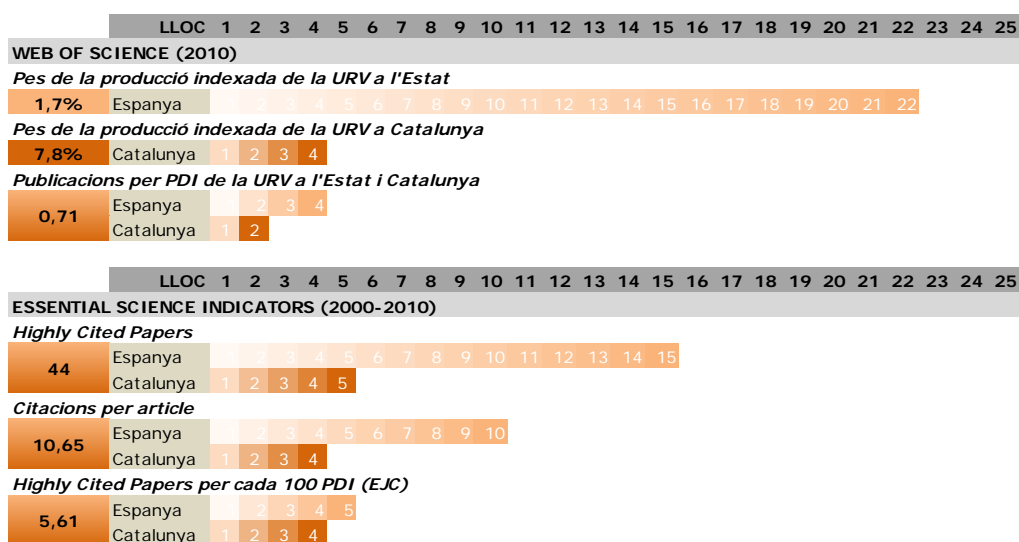 LLOC 1 2 3 4 5 6 7 8 9 10 11 12 13 14 15 16 17 18 19 20 21 22 23 24 25
WEB OF SCIENCE (2010)
Pes de la producció indexada de la URV a l'Estat
1,7% Espanya 2 3 4 5 6 7 8 9 10 11 12 13 14 15 16 17 18 19 20 21 22
Pes de la producció indexada de la URV a Catalunya
7,8% Catalunya 1 2 3 4
Publicacions per PDI de la URV a l'Estat i Catalunya
0,71
Espanya 2 3 4
Catalunya 1 2
LLOC 1 2 3 4 5 6 7 8 9 10 11 12 13 14 15 16 17 18 19 20 21 22 23 24 25
ESSENTIAL SCIENCE INDICATORS (2000-2010)
Highly Cited Papers
44
Espanya 2 3 4 5 6 7 8 9 10 11 12 13 14 15
Catalunya 1 2 3 4 5
Citacions per article
10,65
Espanya 2 3 4 5 6 7 8 9 10
Catalunya 1 2 3 4
Highly Cited Papers per cada 100 PDI (EJC)
5,61
Espanya 2 3 4 5
Catalunya 1 2 3 4